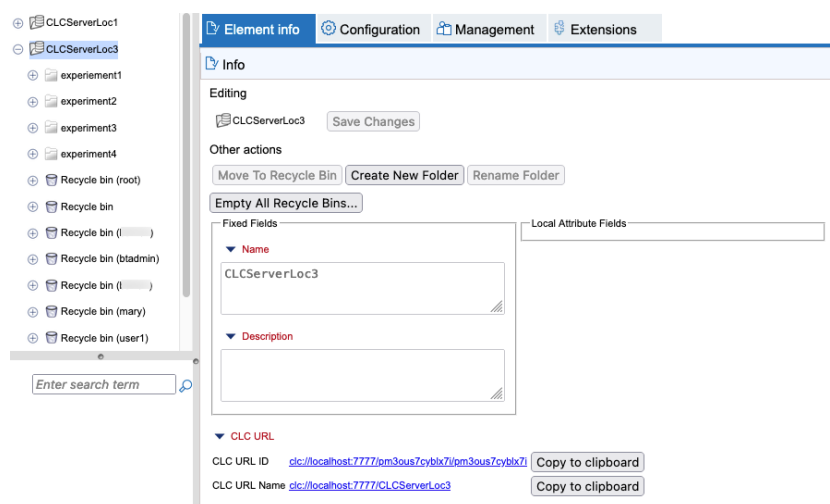 CLCServerLoc1
CLCServerLoc3
experiement1
experiment2
experiment3
experiment4
Recycle bin (root)
Recycle bin
Recycle bin (l )
Recycle bin (btadmin)
Recycle bin (l )
Recycle bin (mary)
Recycle bin (user1)
Enter search term
Element info Configuration Management Extensions
Info
Editing
CLCServerLoc3 Save Changes
Other actions
Move To Recycle Bin Create New Folder Rename Folder
Empty All Recycle Bins...
Fixed Fields Local Attribute Fields
Name
CLCServerLoc3
Description
CLC URL
CLC URL ID clc://localhost:7777/pm3ous7cyblx7i/pm3ous7cyblx7i Copy to clipboard
CLC URL Name clc://localhost:7777/CLCServerLoc3 Copy to clipboard